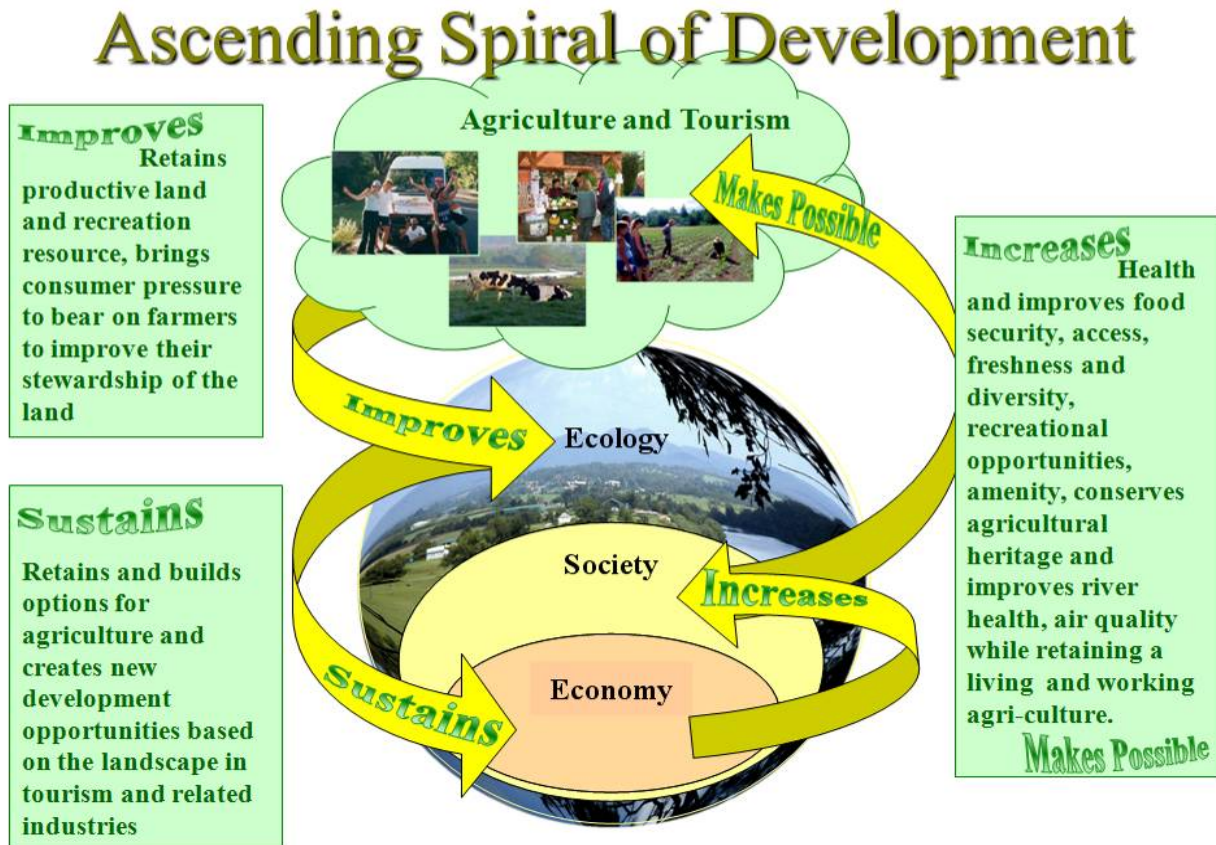 Ascending Spiral of Development
Agriculture and Tourism
Improves
Retains
productive land
and recreation
resource, brings
consumer pressure
to bear on farmers
to improve their
stewardship of the
land
Makes Possible
Increases
Health
and improves food
security, access,
freshness and
diversity,
recreational
opportunities,
amenity, conserves
agricultural
heritage and
improves river
health, air quality
while retaining a
living and working
agri-culture.
Makes Possible
Improves
Ecology
Sustains
Retains and builds
options for
agriculture and
creates new
development
opportunities based
on the landscape in
tourism and related
industries
Society
Increases
Economy
Sustains